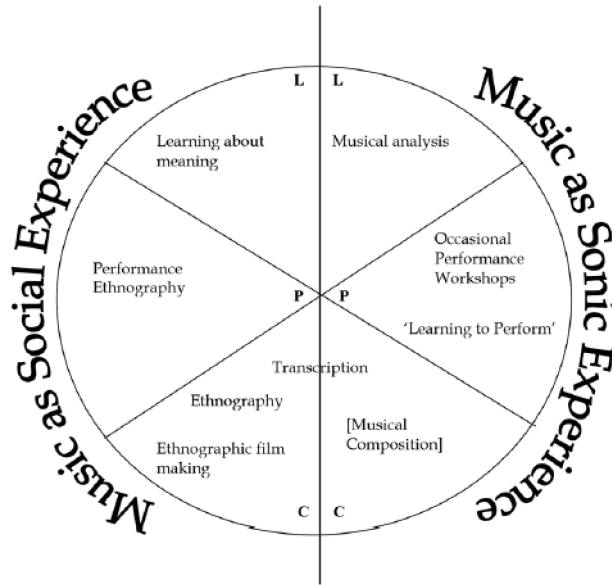 Music as Social Experience
Music as Sonic Experience
L L
Learning about
meaning
Musical analysis
Performance
Ethnography
Occasional
Performance
Workshops
P P
‘Learning to Perform’
Transcription
Ethnography
Ethnographic film
making
[Musical
Composition]
C C